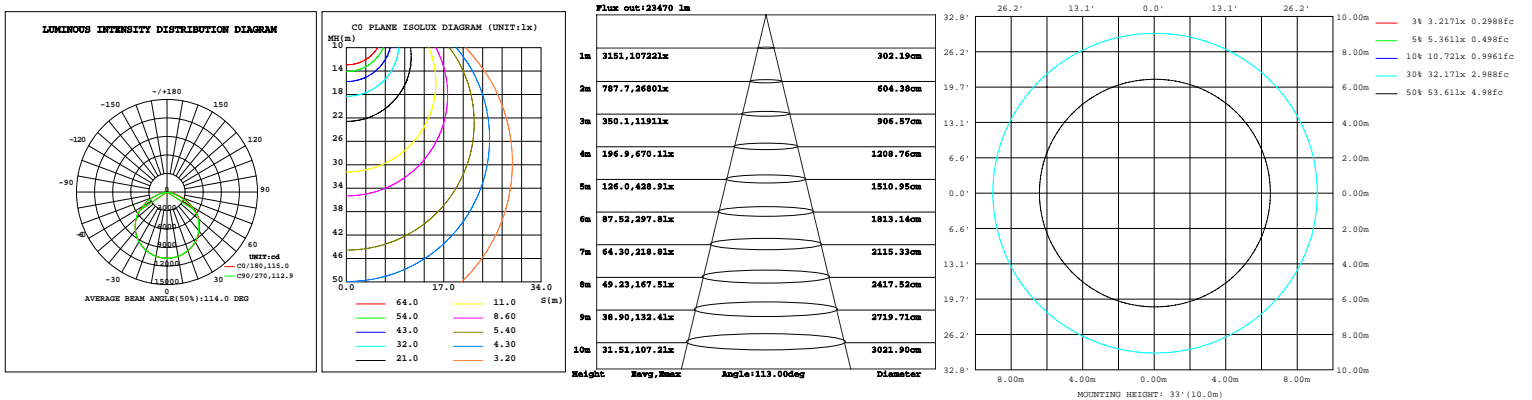 LUMINOUS INTENSITY DISTRIBUTION DIAGRAM
-/+180
-150 150
-120 120
-90 90
60
-30 30
0
0
3000
6000
9000
12000
15000
UNIT:cd
C0/180,115.0
C90/270,112.9
AVERAGE BEAM ANGLE(50%):114.0 DEG
C0 PLANE ISOLUX DIAGRAM (UNIT:lx)
MH(m)
10
14
18
22
26
30
34
38
42
46
50
0.0 17.0 34.0
S(m)
64.0 11.0
54.0 8.60
43.0 5.40
32.0 4.30
21.0 3.20
Flux out:23470 lm
1m 3151,10722lx 302.19cm
2m 787.7,2680lx 604.38cm
3m 350.1,1191lx 906.57cm
4m 196.9,670.1lx 1208.76cm
5m 126.0,428.9lx 1510.95cm
6m 87.52,297.8lx 1813.14cm
7m 64.30,218.8lx 2115.33cm
8m 49.23,167.5lx 2417.52cm
9m 38.90,132.4lx 2719.71cm
10m 31.51,107.2lx 3021.90cm
Height Eavg,Emax Angle:113.00deg Diameter
26.2' 13.1' 0.0' 13.1' 26.2'
32.8' 10.00m
26.2' 8.00m
19.7' 6.00m
13.1' 4.00m
6.6' 2.00m
0.0' 0.00m
6.6' 2.00m
13.1' 4.00m
19.7' 6.00m
26.2' 8.00m
32.8' 10.00m
8.00m 4.00m 0.00m 4.00m 8.00m
MOUNTING HEIGHT: 33'(10.0m)
3% 3.217lx 0.2988fc
5% 5.361lx 0.498fc
10% 10.72lx 0.9961fc
30% 32.17lx 2.988fc
50% 53.61lx 4.98fc